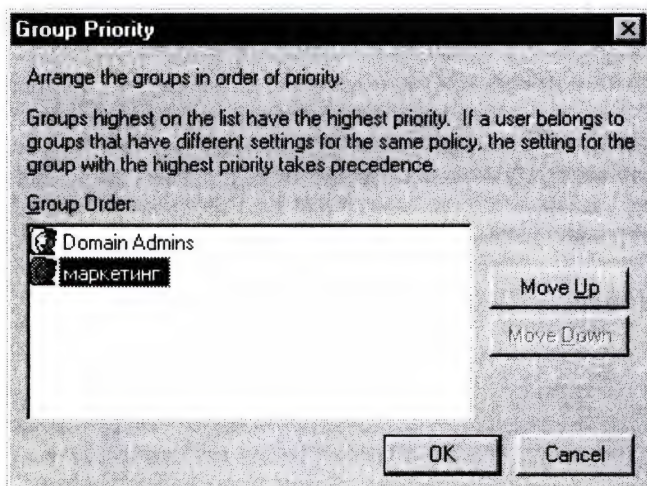 Group Priority
Arrange the groups in order of priority.
Groups highest on the list have the highest priority. If a user belongs to
groups that have different settings for the same policy, the setting for the
group with the highest priority takes precedence.
Group Order:
Domain Admins
маркетинг
Move Up
Move Down
OK
Cancel